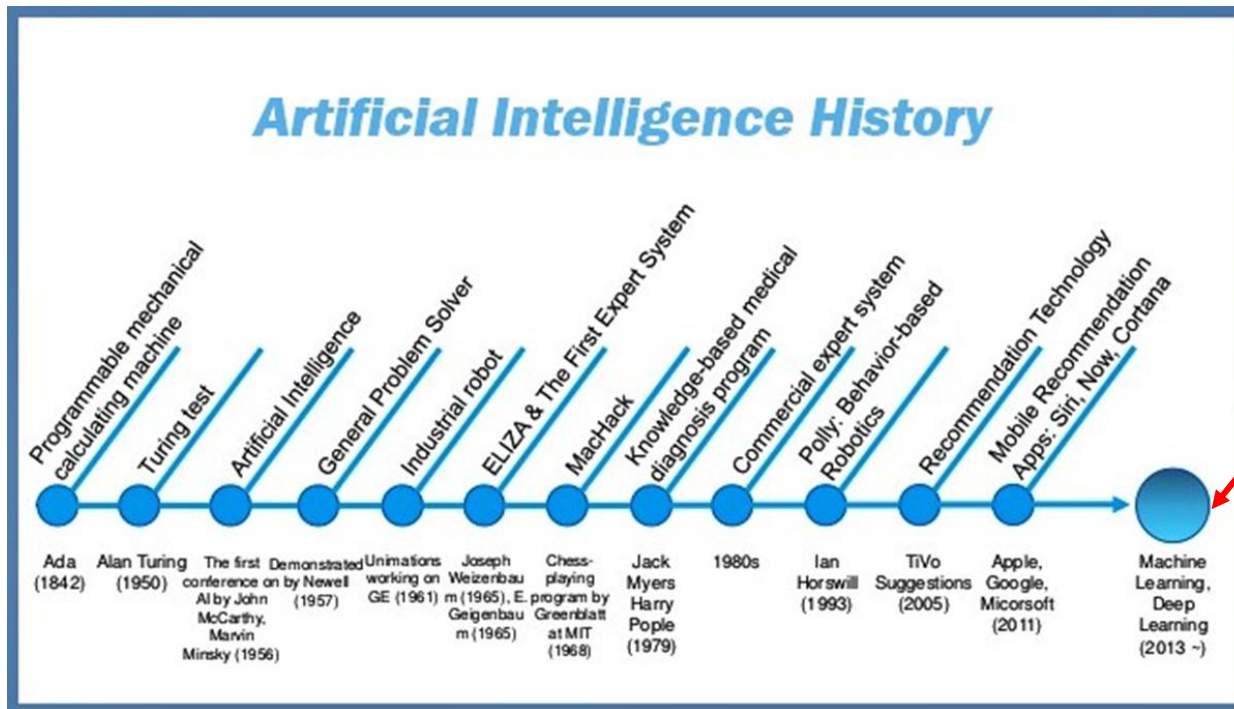 Artificial Intelligence History
Programmable mechanical
calculating machine
Turing test
Artificial Intelligence
General Problem Solver
Industrial robot
ELIZA & The First Expert System
MacHack
Knowledge-based medical
diagnosis program
Commercial expert system
Polly: Behavior-based
Robotics
Recommendation Technology
Mobile Recommendation
Apps: Siri, Now, Cortana
Ada
(1842)
Alan Turing
(1950)
The first
conference on
AI by John
McCarthy,
Marvin
Minsky (1956)
Demonstrated
by Newell
(1957)
Unimations
working on
GE (1961)
Joseph
Weizenbau
m (1965), E.
Geigenbau
m (1965)
Chess-
playing
program by
Greenblatt
at MIT
(1968)
Jack
Myers
Harry
Pople
(1979)
1980s
Ian
Horswill
(1993)
TiVo
Suggestions
(2005)
Apple,
Google,
Micorsoft
(2011)
Machine
Learning,
Deep
Learning
(2013 ~)